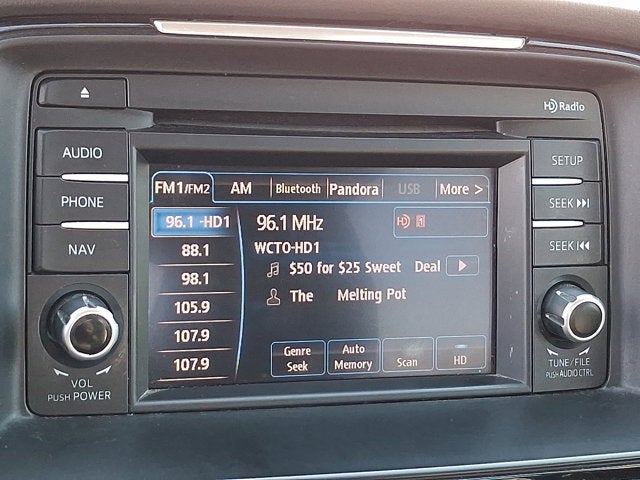 HD Radio
AUDIO
PHONE
NAV
VOL
PUSH POWER
FM1/FM2 AM Bluetooth Pandora USB More >
96.1 -HD1
88.1
98.1
105.9
107.9
107.9
96.1 MHz
HD 1
WCTO-HD1
$50 for $25 Sweet Deal
The Melting Pot
Genre Seek
Auto Memory
Scan
HD
SETUP
SEEK
SEEK
TUNE/FILE
PUSH AUDIO CTRL